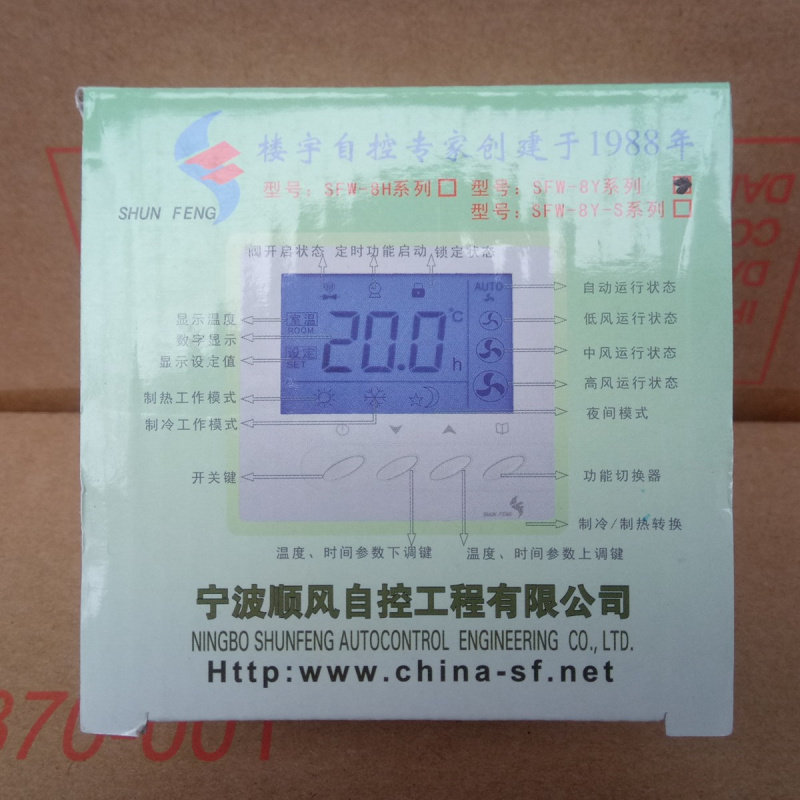 楼宇自控专家创建于1988年
SHUN FENG
型号：SFW-8H系列
型号：SFW-8Y系列
型号：SFW-8Y-S系列
阀开启状态 定时功能启动 锁定状态
AUTO
自动运行状态
显示温度
室温
ROOM
20.0
°C
低风运行状态
数字显示
设定
SET
h
中风运行状态
显示设定值
高风运行状态
制热工作模式
夜间模式
制冷工作模式
开关键
功能切换器
SHUN FENG
制冷/制热转换
温度、时间参数下调键
温度、时间参数上调键
宁波顺风自控工程有限公司
NINGBO SHUNFENG AUTOCONTROL ENGINEERING CO., LTD.
Http:www.china-sf.net